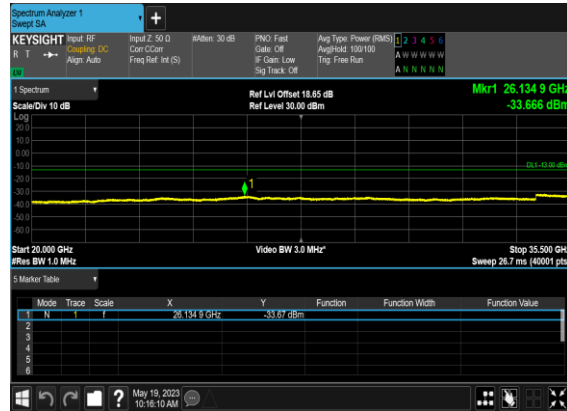 Spectrum Analyzer 1
Swept SA
+
KEYSIGHT Input: RF Input Z: 50 Ω #Atten: 30 dB PNO: Fast Avg Type: Power (RMS) 1 2 3 4 5 6
R T Coupling: DC Corr CCorr Gate: Off Avg|Hold: 100/100 A W W W W W
Align: Auto Freq Ref: Int (S) IF Gain: Low Trig: Free Run A N N N N N
Sig Track: Off
1 Spectrum Ref Lvl Offset 18.65 dB Mkr1 26.134 9 GHz
Scale/Div 10 dB Ref Level 30.00 dBm -33.666 dBm
Log
20.0
10.0
0.00
-10.0
DL1 -13.00 dBm
-20.0
1
-30.0
-40.0
-50.0
-60.0
Start 20.000 GHz Video BW 3.0 MHz* Stop 35.500 GHz
#Res BW 1.0 MHz Sweep 26.7 ms (40001 pts)
5 Marker Table
Mode Trace Scale X Y Function Function Width Function Value
1 N 1 f 26.134 9 GHz -33.67 dBm
2
3
4
5
6
? May 19, 2023
10:16:10 AM